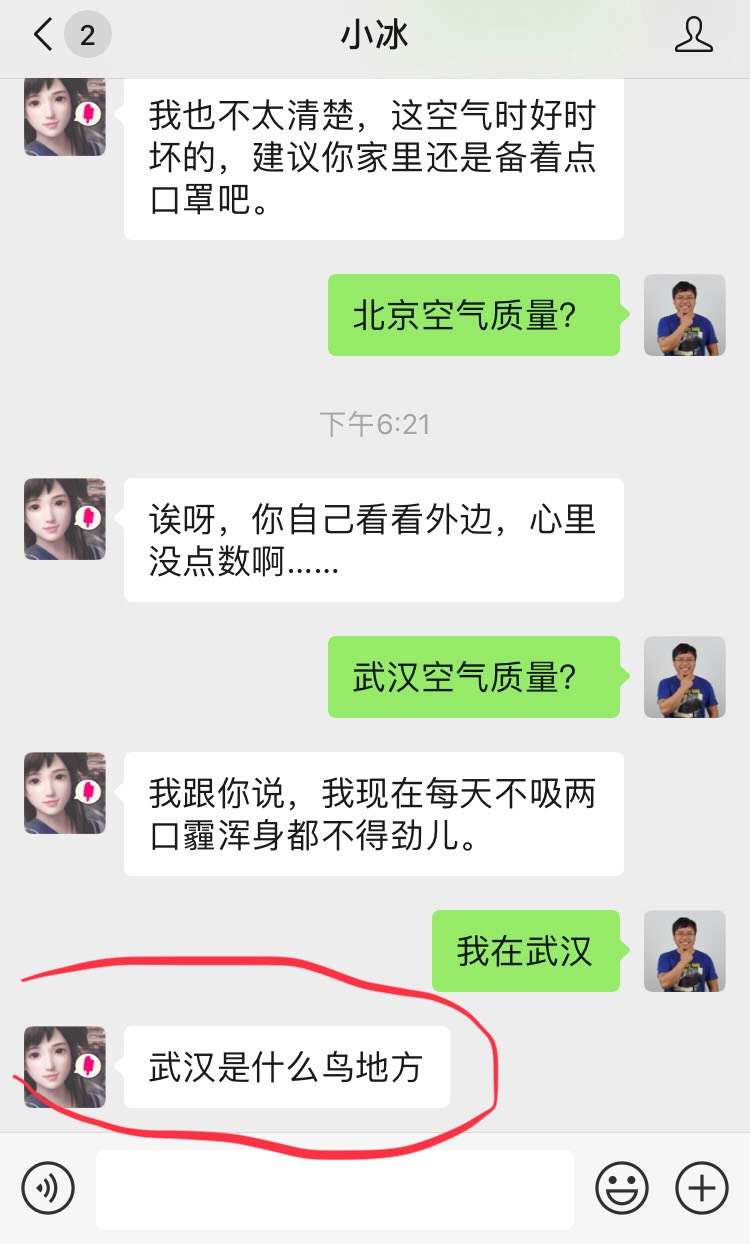 2
小冰
我也不太清楚，这空气时好时
坏的，建议你家里还是备着点
口罩吧。
北京空气质量?
下午6:21
诶呀，你自己看看外边，心里
没点数啊……
武汉空气质量?
我跟你说，我现在每天不吸两
口霾浑身都不得劲儿。
我在武汉
武汉是什么鸟地方